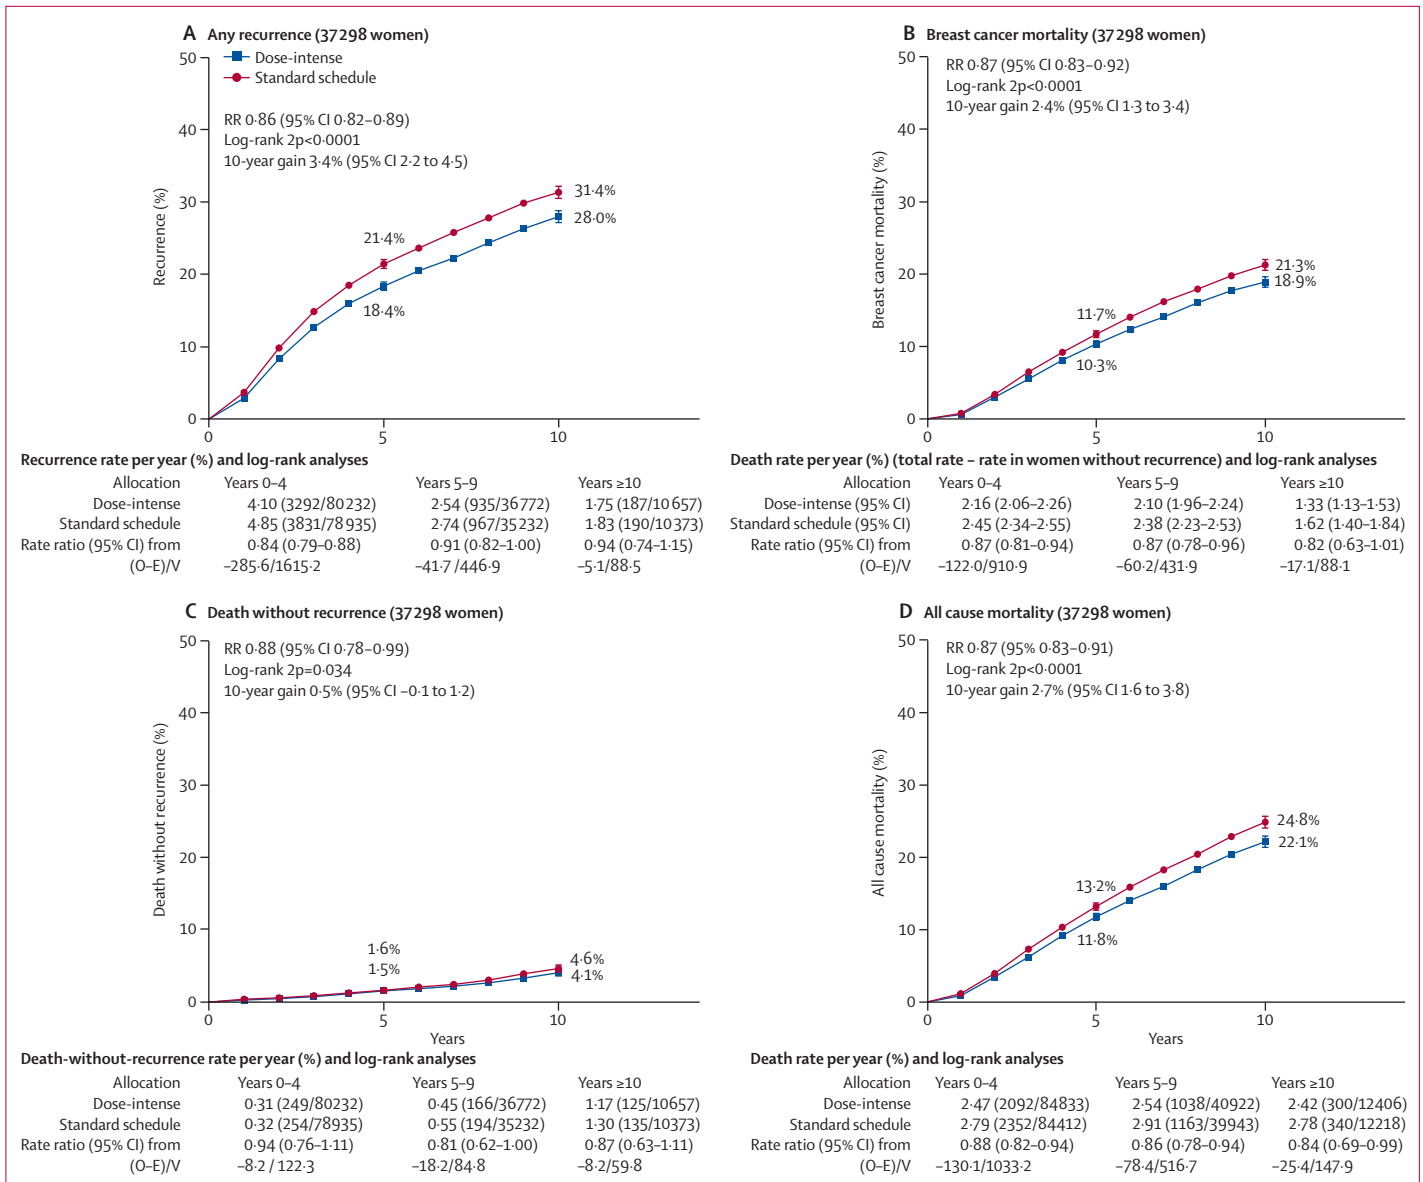 A Any recurrence (37298 women)
Dose-intense
Standard schedule
RR 0·86 (95% CI 0·82–0·89)
Log-rank 2p<0·0001
10-year gain 3·4% (95% CI 2·2 to 4·5)
Recurrence (%)
50
40
30
20
10
0
21·4%
18·4%
31·4%
28·0%
0 5 10
Recurrence rate per year (%) and log-rank analyses
Allocation Years 0–4 Years 5–9 Years ≥10
Dose-intense 4·10 (3292/80232) 2·54 (935/36772) 1·75 (187/10657)
Standard schedule 4·85 (3831/78935) 2·74 (967/35232) 1·83 (190/10373)
Rate ratio (95% CI) from 0·84 (0·79–0·88) 0·91 (0·82–1·00) 0·94 (0·74–1·15)
(O–E)/V –285·6/1615·2 –41·7/446·9 –5·1/88·5
B Breast cancer mortality (37298 women)
RR 0·87 (95% CI 0·83–0·92)
Log-rank 2p<0·0001
10-year gain 2·4% (95% CI 1·3 to 3·4)
Breast cancer mortality (%)
50
40
30
20
10
0
11·7%
10·3%
21·3%
18·9%
0 5 10
Death rate per year (%) (total rate – rate in women without recurrence) and log-rank analyses
Allocation Years 0–4 Years 5–9 Years ≥10
Dose-intense (95% CI) 2·16 (2·06–2·26) 2·10 (1·96–2·24) 1·33 (1·13–1·53)
Standard schedule (95% CI) 2·45 (2·34–2·55) 2·38 (2·23–2·53) 1·62 (1·40–1·84)
Rate ratio (95% CI) from 0·87 (0·81–0·94) 0·87 (0·78–0·96) 0·82 (0·63–1·01)
(O–E)/V –122·0/910·9 –60·2/431·9 –17·1/88·1
C Death without recurrence (37298 women)
RR 0·88 (95% CI 0·78–0·99)
Log-rank 2p=0·034
10-year gain 0·5% (95% CI –0·1 to 1·2)
Death without recurrence (%)
50
40
30
20
10
0
1·6%
1·5%
4·6%
4·1%
0 5 10
Years
Death-without-recurrence rate per year (%) and log-rank analyses
Allocation Years 0–4 Years 5–9 Years ≥10
Dose-intense 0·31 (249/80232) 0·45 (166/36772) 1·17 (125/10657)
Standard schedule 0·32 (254/78935) 0·55 (194/35232) 1·30 (135/10373)
Rate ratio (95% CI) from 0·94 (0·76–1·11) 0·81 (0·62–1·00) 0·87 (0·63–1·11)
(O–E)/V –8·2 / 122·3 –18·2/84·8 –8·2/59·8
D All cause mortality (37298 women)
RR 0·87 (95% 0·83–0·91)
Log-rank 2p<0·0001
10-year gain 2·7% (95% CI 1·6 to 3·8)
All cause mortality (%)
50
40
30
20
10
0
13·2%
11·8%
24·8%
22·1%
0 5 10
Years
Death rate per year (%) and log-rank analyses
Allocation Years 0–4 Years 5–9 Years ≥10
Dose-intense 2·47 (2092/84833) 2·54 (1038/40922) 2·42 (300/12406)
Standard schedule 2·79 (2352/84412) 2·91 (1163/39943) 2·78 (340/12218)
Rate ratio (95% CI) from 0·88 (0·82–0·94) 0·86 (0·78–0·94) 0·84 (0·69–0·99)
(O–E)/V –130·1/1033·2 –78·4/516·7 –25·4/147·9